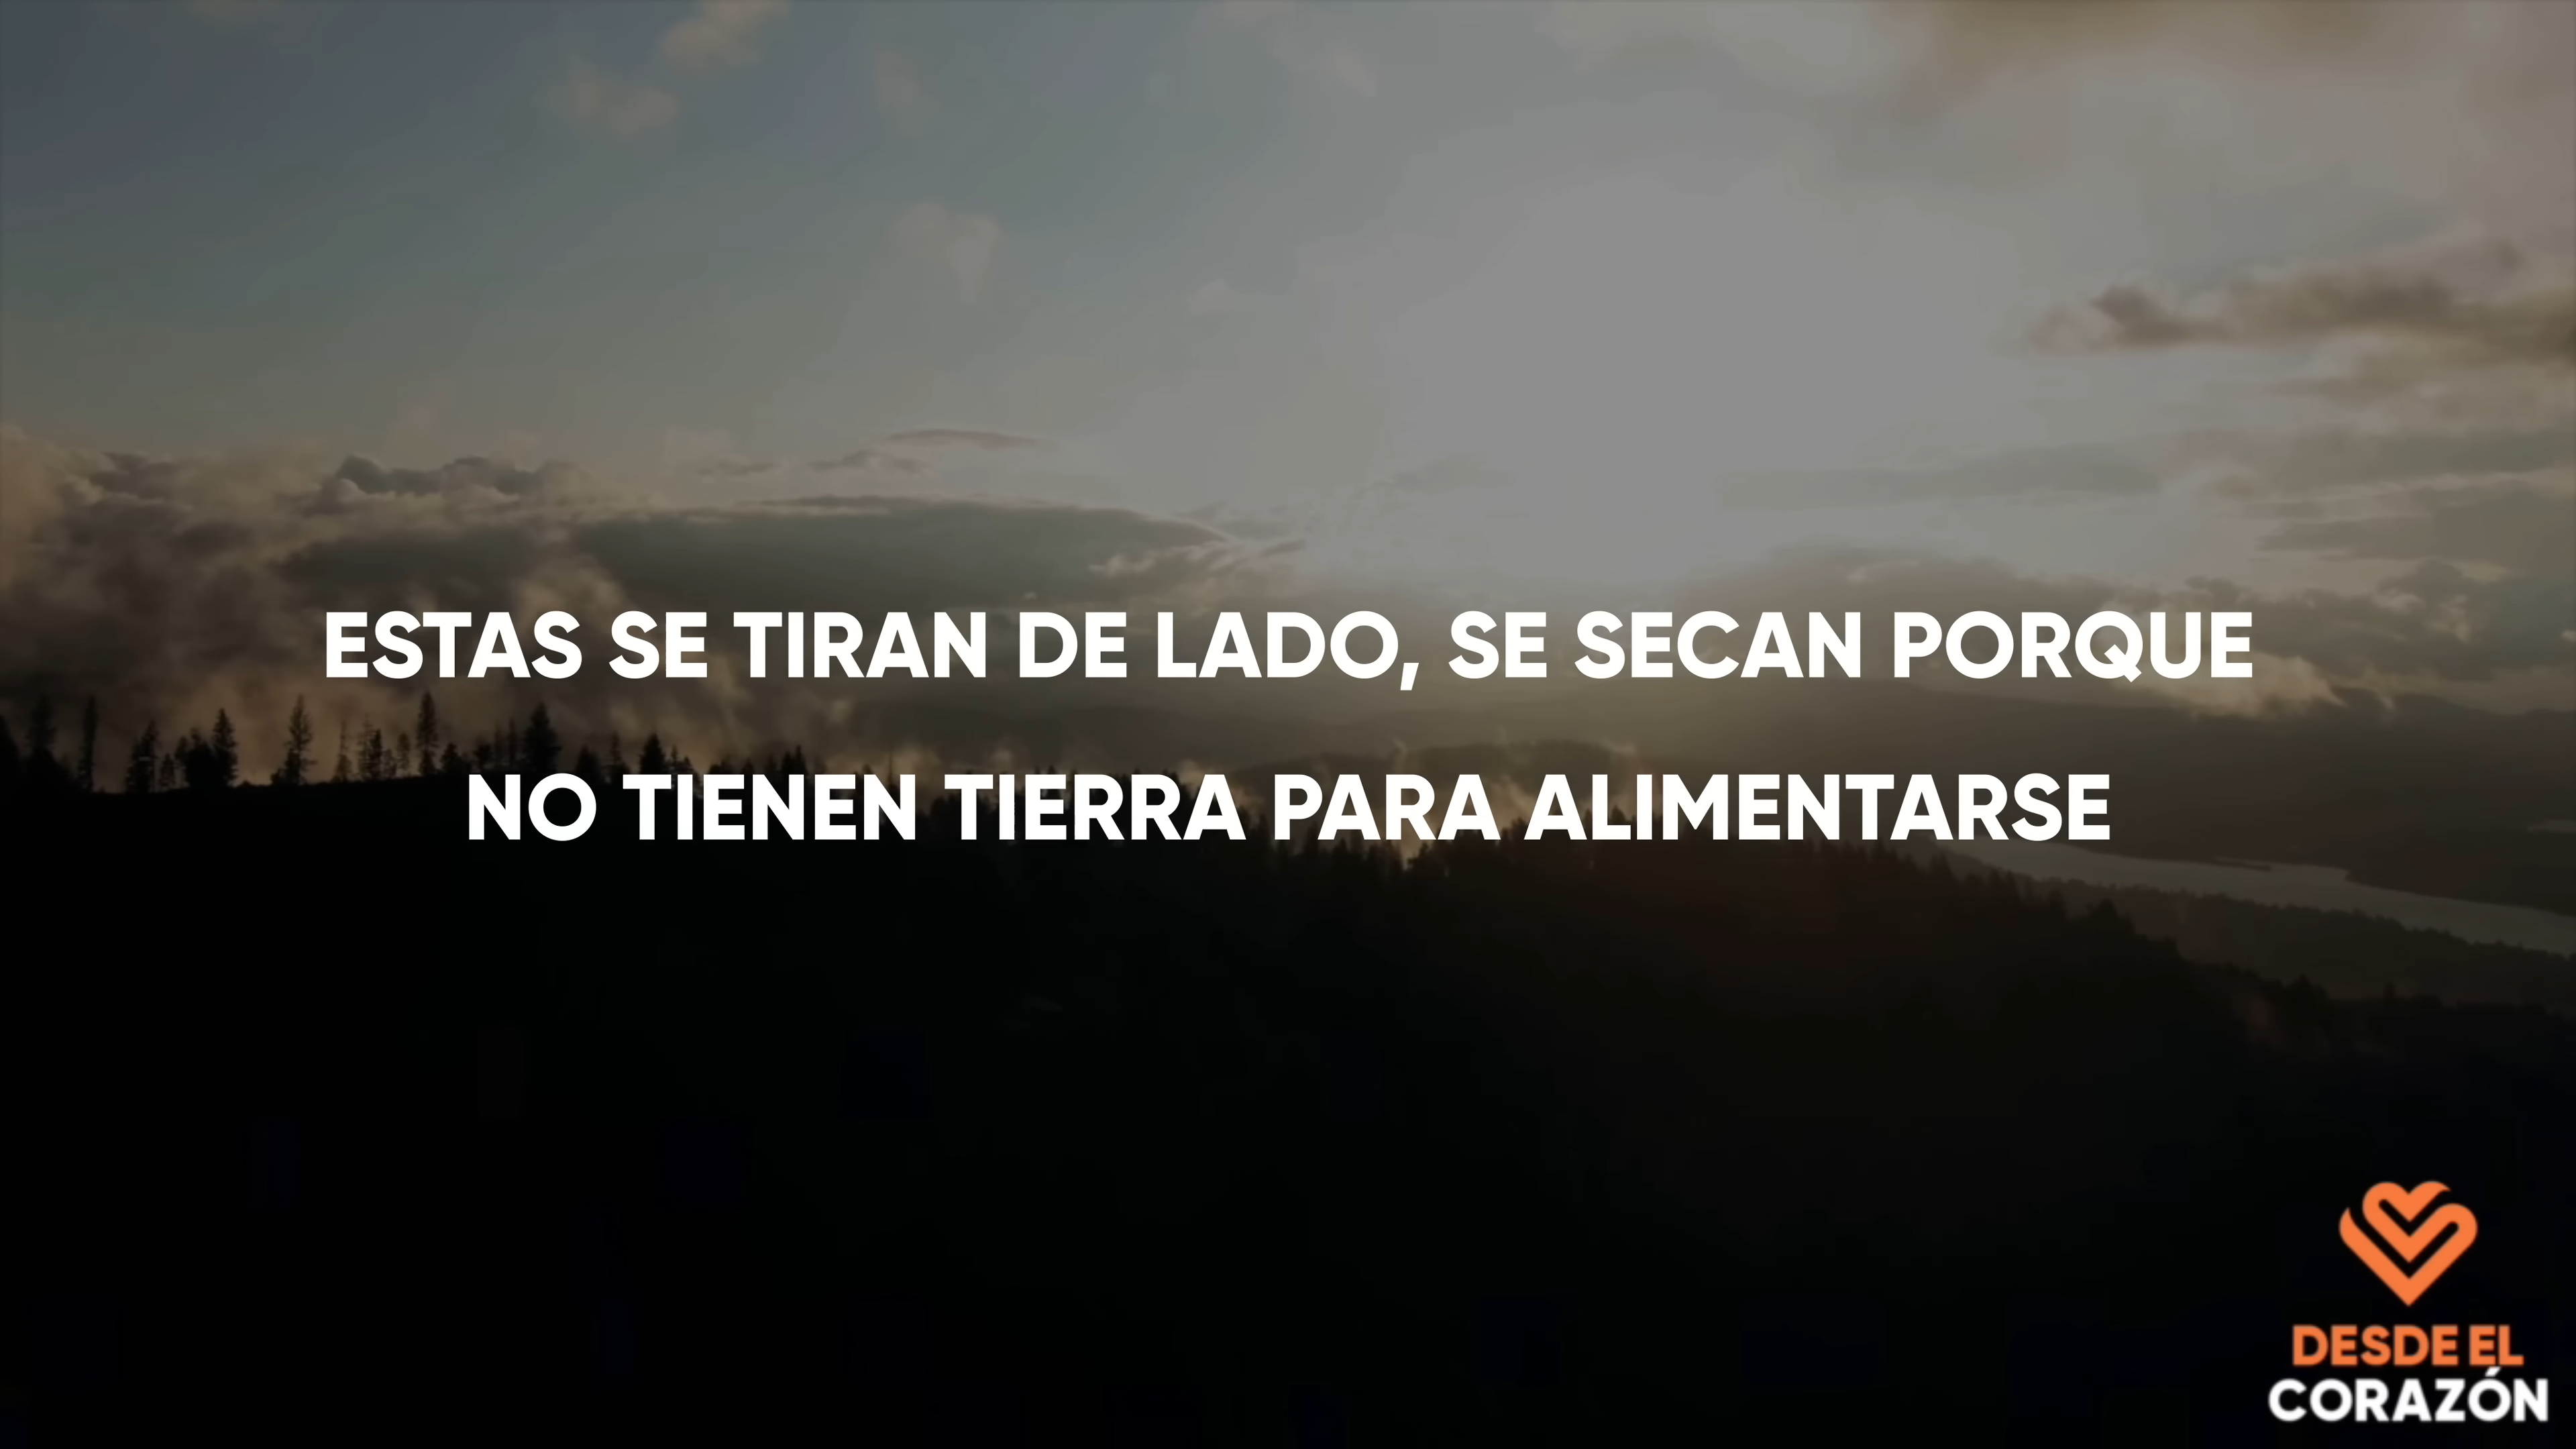 ESTAS SE TIRAN DE LADO, SE SECAN PORQUE
NO TIENEN TIERRA PARA ALIMENTARSE
DESDE EL
CORAZÓN